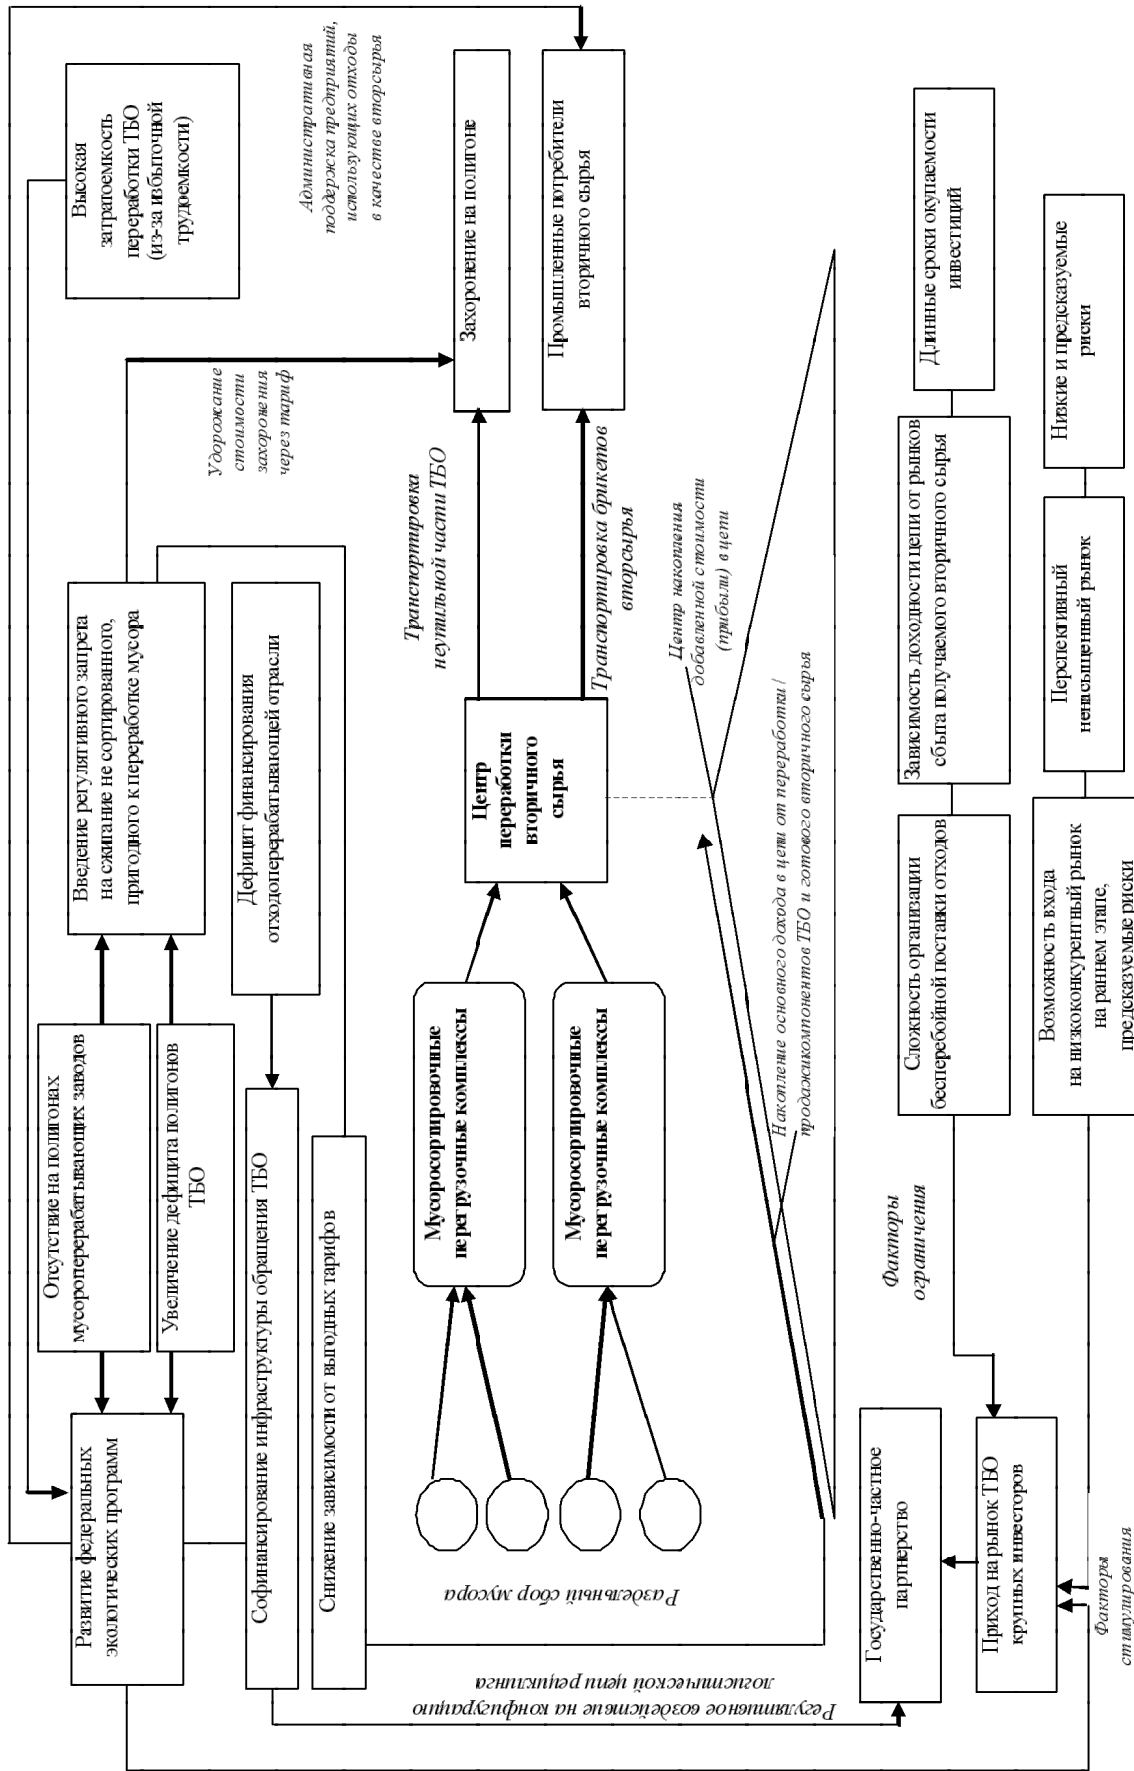 Развитие федеральных
экологических программ
Отсутствие на полигонах
мусороперерабатывающих заводов
Увеличение дефицита полигонов
ТБО
Введение регулятивного запрета
на сжигание не сортированного,
пригодного к переработке мусора
Высокая
затратоемкость
переработки ТБО
(из-за избыточной
трудоемкости)
Софинансирование инфраструктуры обращения ТБО
Дефицит финансирования
отходоперерабатывающей отрасли
Снижение зависимости от выгодных тарифов
Удорожание
стоимости
захоронения
через тариф
Административная
поддержка предприятий,
использующих отходы
в качестве вторсырья
Раздельный сбор мусора
Мусоросортировочные
перегрузочные комплексы
Мусоросортировочные
перегрузочные комплексы
Центр
переработки
вторичного
сырья
Транспортировка
неутильной части ТБО
Транспортировка брикетов
вторсырья
Захоронение на полигоне
Промышленные потребители
вторичного сырья
Регулятивное воздействие на конфигурацию
логистической цепи рециклинга
Центр накопления
добавленной стоимости
(прибыли) в цепи
Накопление основного дохода в цепи от переработки /
продажи компонентов ТБО и готового вторичного сырья
Государственно-частное
партнерство
Приход на рынок ТБО
крупных инвесторов
Факторы
ограничения
Сложность организации
бесперебойной поставки отходов
Зависимость доходности цепи от рынков
сбыта получаемого вторичного сырья
Длинные сроки окупаемости
инвестиций
Факторы
стимулирования
Возможность входа
на низкоконкурентный рынок
на раннем этапе,
предсказуемые риски
Перспективный
ненасыщенный рынок
Низкие и предсказуемые
риски